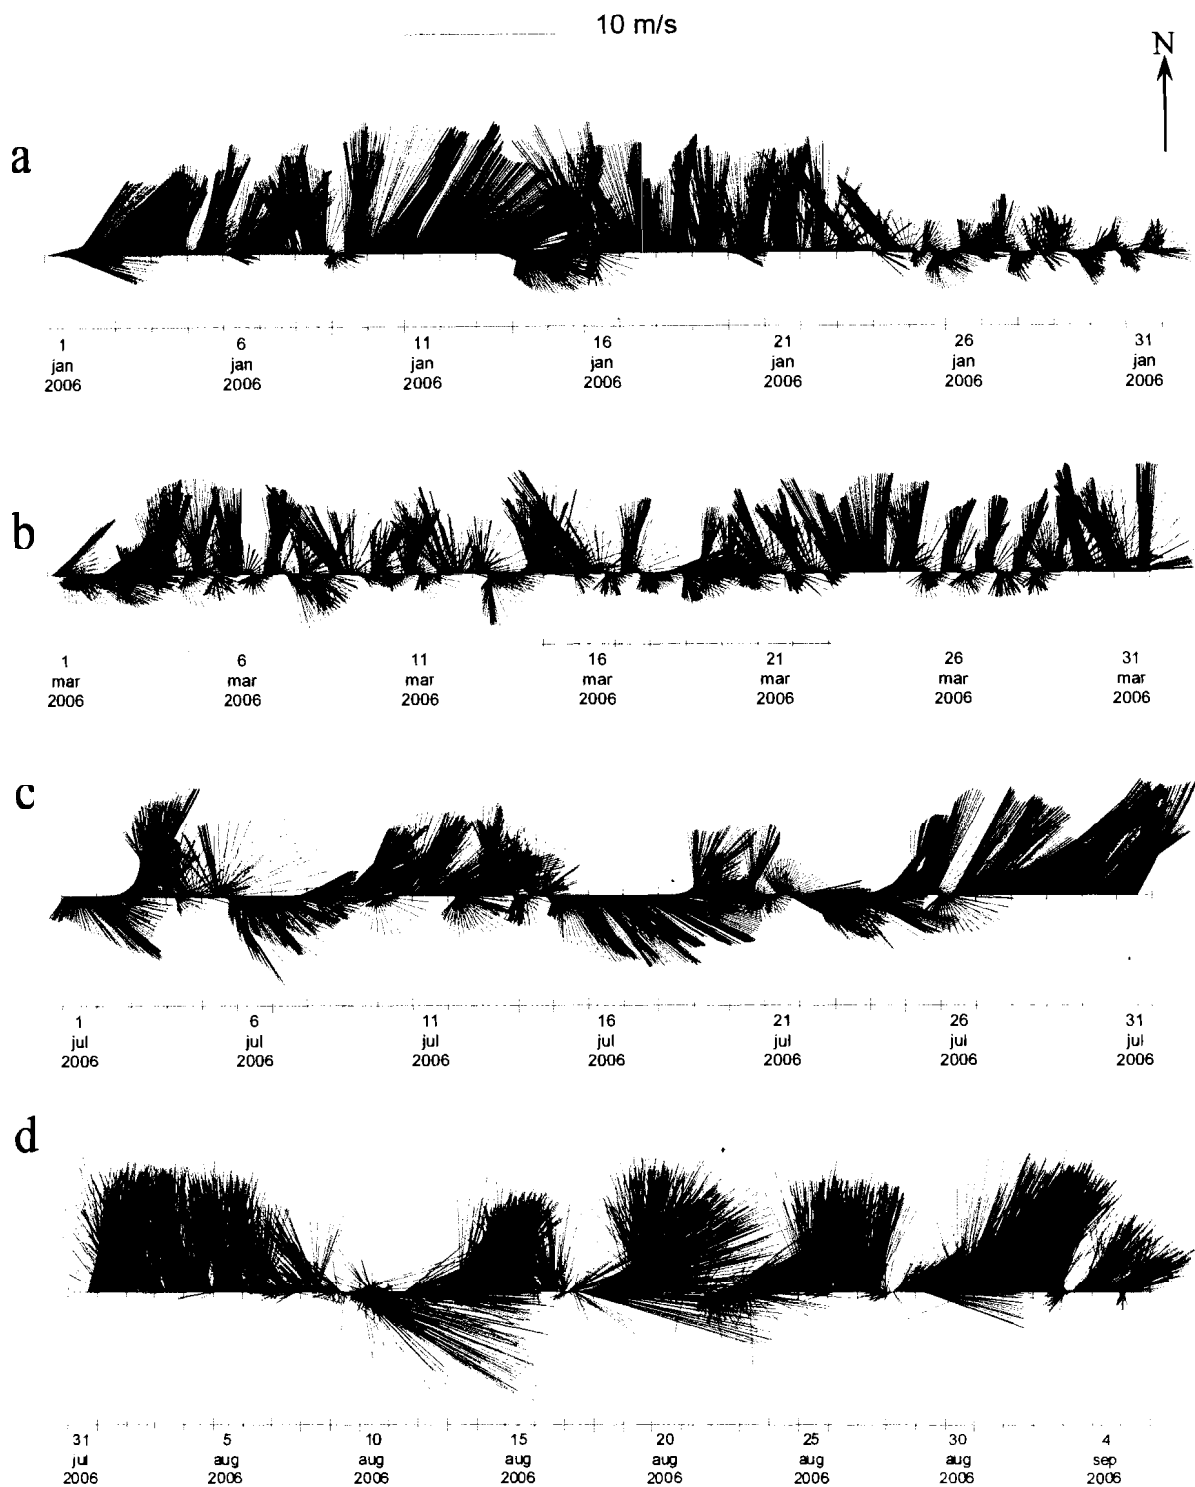 10 m/s
N
a
1 6 11 16 21 26 31
jan jan jan jan jan jan jan
2006 2006 2006 2006 2006 2006 2006
b
1 6 11 16 21 26 31
mar mar mar mar mar mar mar
2006 2006 2006 2006 2006 2006 2006
c
1 6 11 16 21 26 31
jul jul jul jul jul jul jul
2006 2006 2006 2006 2006 2006 2006
d
31 5 10 15 20 25 30 4
jul aug aug aug aug aug aug sep
2006 2006 2006 2006 2006 2006 2006 2006